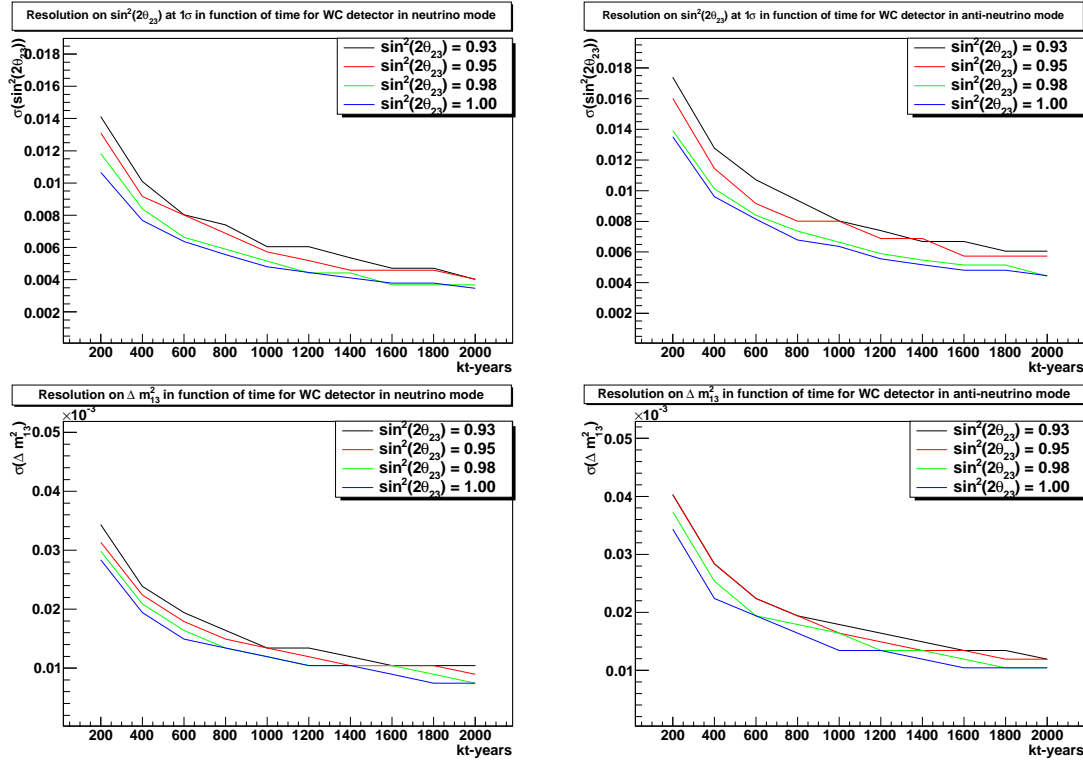 Resolution on sin²(2θ₂₃) at 1σ in function of time for WC detector in neutrino mode
σ(sin²(2θ₂₃))
sin²(2θ₂₃) = 0.93
sin²(2θ₂₃) = 0.95
sin²(2θ₂₃) = 0.98
sin²(2θ₂₃) = 1.00
0.018
0.016
0.014
0.012
0.01
0.008
0.006
0.004
0.002
200 400 600 800 1000 1200 1400 1600 1800 2000
kt-years
Resolution on sin²(2θ₂₃) at 1σ in function of time for WC detector in anti-neutrino mode
σ(sin²(2θ₂₃))
sin²(2θ₂₃) = 0.93
sin²(2θ₂₃) = 0.95
sin²(2θ₂₃) = 0.98
sin²(2θ₂₃) = 1.00
0.018
0.016
0.014
0.012
0.01
0.008
0.006
0.004
0.002
200 400 600 800 1000 1200 1400 1600 1800 2000
kt-years
Resolution on Δ m²₁₃ in function of time for WC detector in neutrino mode
×10⁻³
σ(Δ m²₁₃)
sin²(2θ₂₃) = 0.93
sin²(2θ₂₃) = 0.95
sin²(2θ₂₃) = 0.98
sin²(2θ₂₃) = 1.00
0.05
0.04
0.03
0.02
0.01
200 400 600 800 1000 1200 1400 1600 1800 2000
kt-years
Resolution on Δ m²₁₃ in function of time for WC detector in anti-neutrino mode
×10⁻³
σ(Δ m²₁₃)
sin²(2θ₂₃) = 0.93
sin²(2θ₂₃) = 0.95
sin²(2θ₂₃) = 0.98
sin²(2θ₂₃) = 1.00
0.05
0.04
0.03
0.02
0.01
200 400 600 800 1000 1200 1400 1600 1800 2000
kt-years